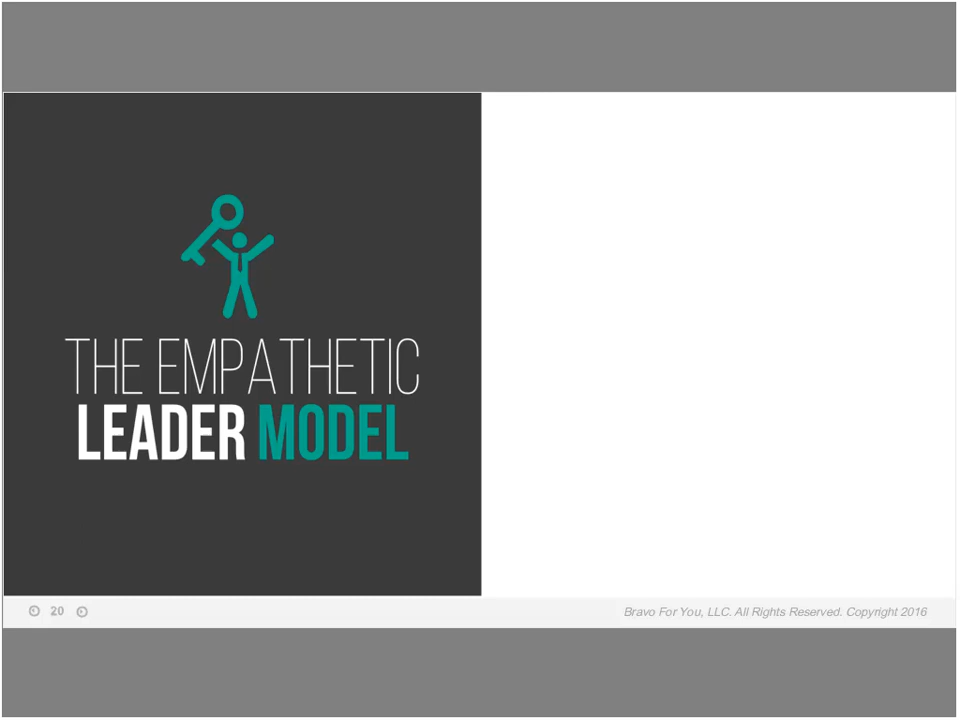 THE EMPATHETIC
LEADER MODEL
20
Bravo For You, LLC. All Rights Reserved. Copyright 2016